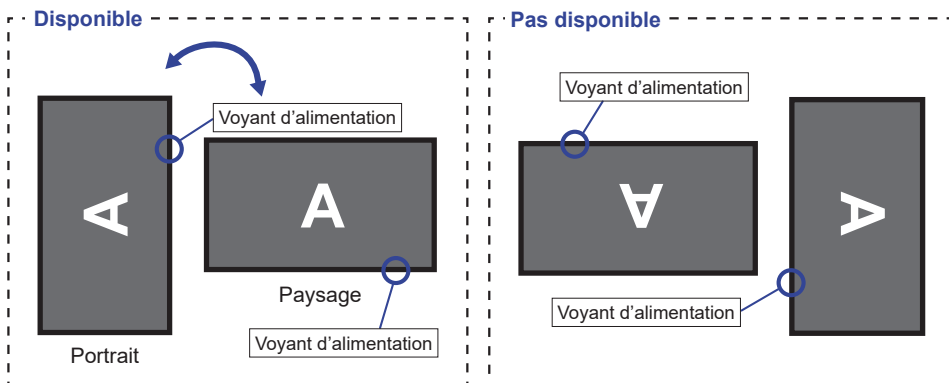 Disponible
Voyant d'alimentation
A
A
Paysage
Voyant d'alimentation
Portrait
Pas disponible
Voyant d'alimentation
A
A
Voyant d'alimentation